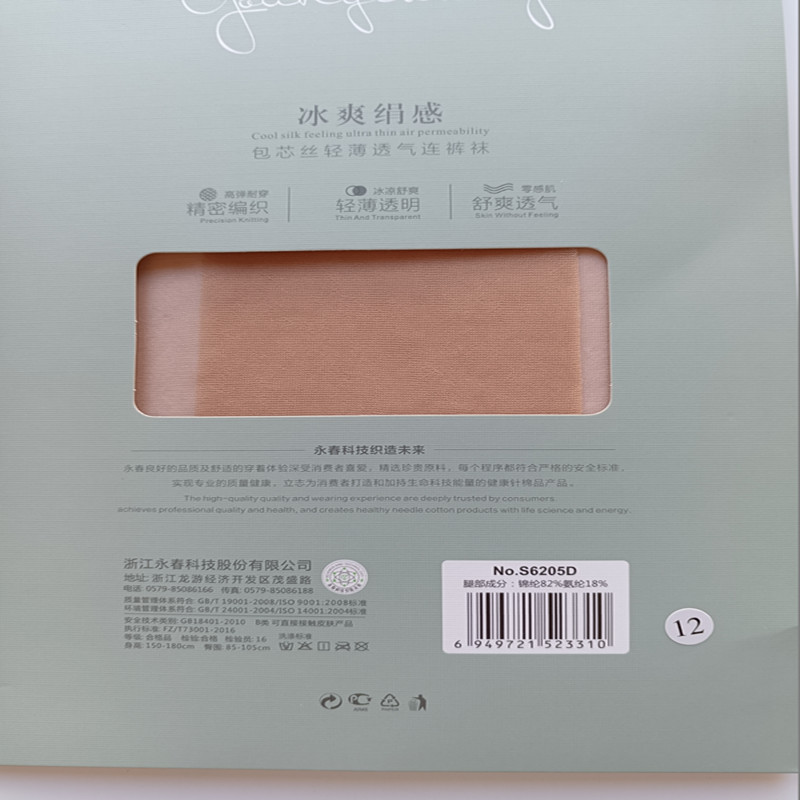 冰爽绢感
Cool silk feeling ultra thin air permeability
包芯丝轻薄透气连裤袜
高弹耐穿
精密编织
Precision Knitting
冰凉舒爽
轻薄透明
Thin And Transparent
零感肌
舒爽透气
Skin Without Feeling
永春科技织造未来
永春良好的品质及舒适的穿着体验深受消费者喜爱，精选珍贵原料，每个程序都符合严格的安全标准，
实现专业的质量健康，立志为消费者打造和加持生命科技能量的健康针棉品产品。
The high-quality quality and wearing experience are deeply trusted by consumers.
achieves professional quality and health, and creates healthy needle cotton products with life science and energy.
浙江永春科技股份有限公司
地址: 浙江龙游经济开发区茂盛路
电话: 0579-85086166 传真: 0579-85086188
质量管理体系符合: GB/T 19001-2008/ISO 9001:2008标准
环境管理体系符合: GB/T 24001-2004/ISO 14001:2004标准
安全技术类别: GB18401-2010 B类 可直接接触皮肤产品
执行标准: FZ/T73001-2016
等级: 合格品 检验:合格 检验员: 16 洗涤标准
身高: 150-180cm 臀围: 85-105cm
No.S6205D
腿部成分：锦纶82%氨纶18%
6 949721 523310
12